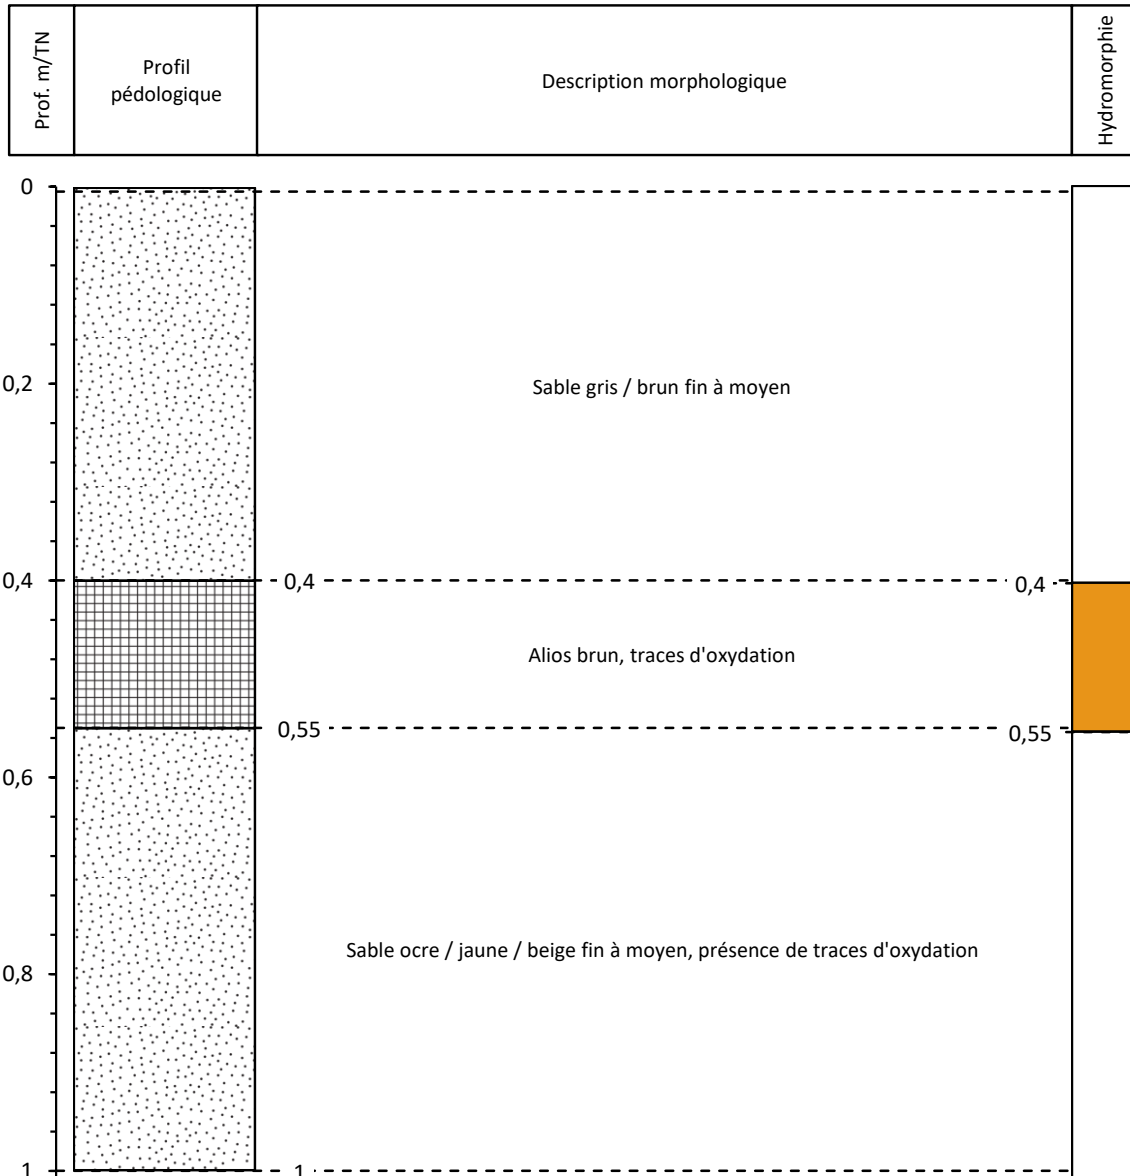 Prof. m/TN
Profil
pédologique
Description morphologique
Hydromorphie
0
0,2
Sable gris / brun fin à moyen
0,4
0,4
0,4
Alios brun, traces d'oxydation
0,55
0,55
0,6
Sable ocre / jaune / beige fin à moyen, présence de traces d'oxydation
0,8
1
1